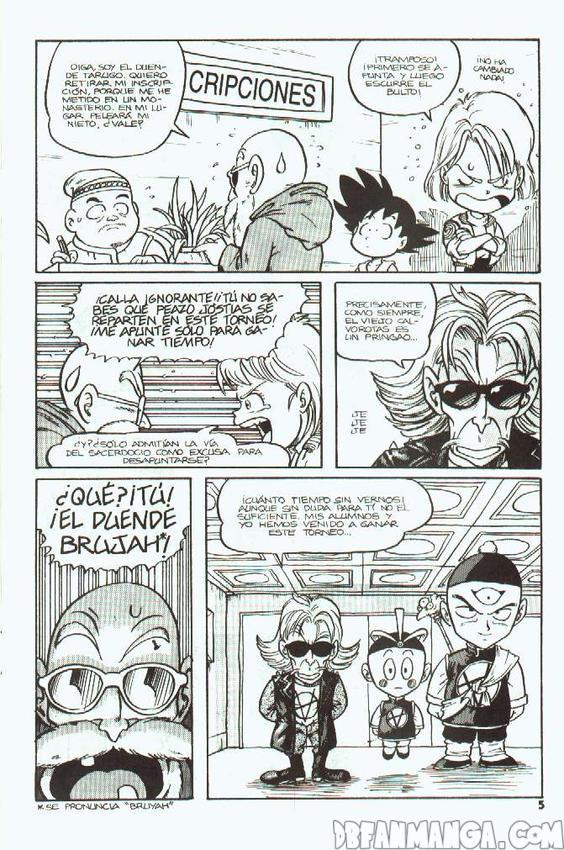 OIGA, SOY EL DUEN-
DE TARUGO. QUIERO
RETIRAR MI INSCRIP-
CIÓN, PORQUE ME HE
METIDO EN UN MO-
NASTERIO. EN MI LU-
GAR PELEARÁ MI
NIETO, ¿VALE?
CRIPCIONES
¡TRAMPOSO!
¡PRIMERO SE A-
PUNTA Y LUEGO
ESCURRE EL
BULTO!
¡NO HA
CAMBIADO
NADA!
¡CALLA IGNORANTE! ¡TÚ NO SA-
BES QUÉ PEAZO JOSTIAS SE
REPARTEN EN ESTE TORNEO!
¡ME APUNTÉ SÓLO PARA GA-
NAR TIEMPO!
¿Y? ¿SÓLO ADMITÍAN LA VÍA
DEL SACERDOCIO COMO EXCUSA PARA
DESAPUNTARSE?
PRECISAMENTE,
COMO SIEMPRE,
EL VIEJO CAL-
VOROTAS ES
UN PRINGAO...
JE
JE
JE
¿QUÉ? ¡TÚ!
¡EL DUENDE
BRUJAH*!
* SE PRONUNCIA "BRUYAH"
¡CUÁNTO TIEMPO SIN VERNOS!
AUNQUE SIN DUDA PARA TÍ NO EL
SUFICIENTE. MIS ALUMNOS Y
YO HEMOS VENIDO A GANAR
ESTE TORNEO...
5
DBFANMANGA.COM